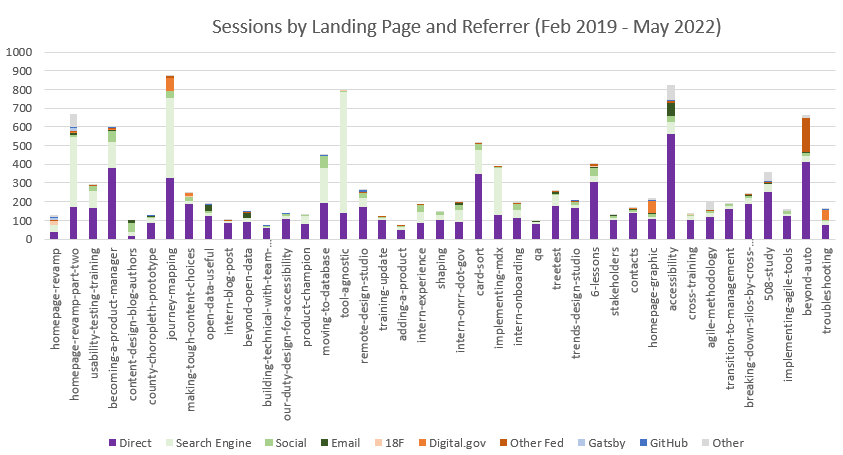 Sessions by Landing Page and Referrer (Feb 2019 - May 2022)
1000
900
800
700
600
500
400
300
200
100
0
homepage-revamp
homepage-revamp-part-two
usability-testing-training
becoming-a-product-manager
content-design-blog-authors
county-choropleth-prototype
journey-mapping
making-tough-content-choices
open-data-useful
intern-blog-post
beyond-open-data
building-technical-with-team-...
our-duty-design-for-accessibility
product-champion
moving-to-database
tool-agnostic
remote-design-studio
training-update
adding-a-product
intern-experience
shaping
intern-onrr-dot-gov
card-sort
implementing-mdx
intern-onboarding
qa
treetest
trends-design-studio
6-lessons
stakeholders
contacts
homepage-graphic
accessibility
cross-training
agile-methodology
transition-to-management
breaking-down-silos-by-cross-...
508-study
implementing-agile-tools
beyond-auto
troubleshooting
Direct Search Engine Social Email 18F Digital.gov Other Fed Gatsby GitHub Other